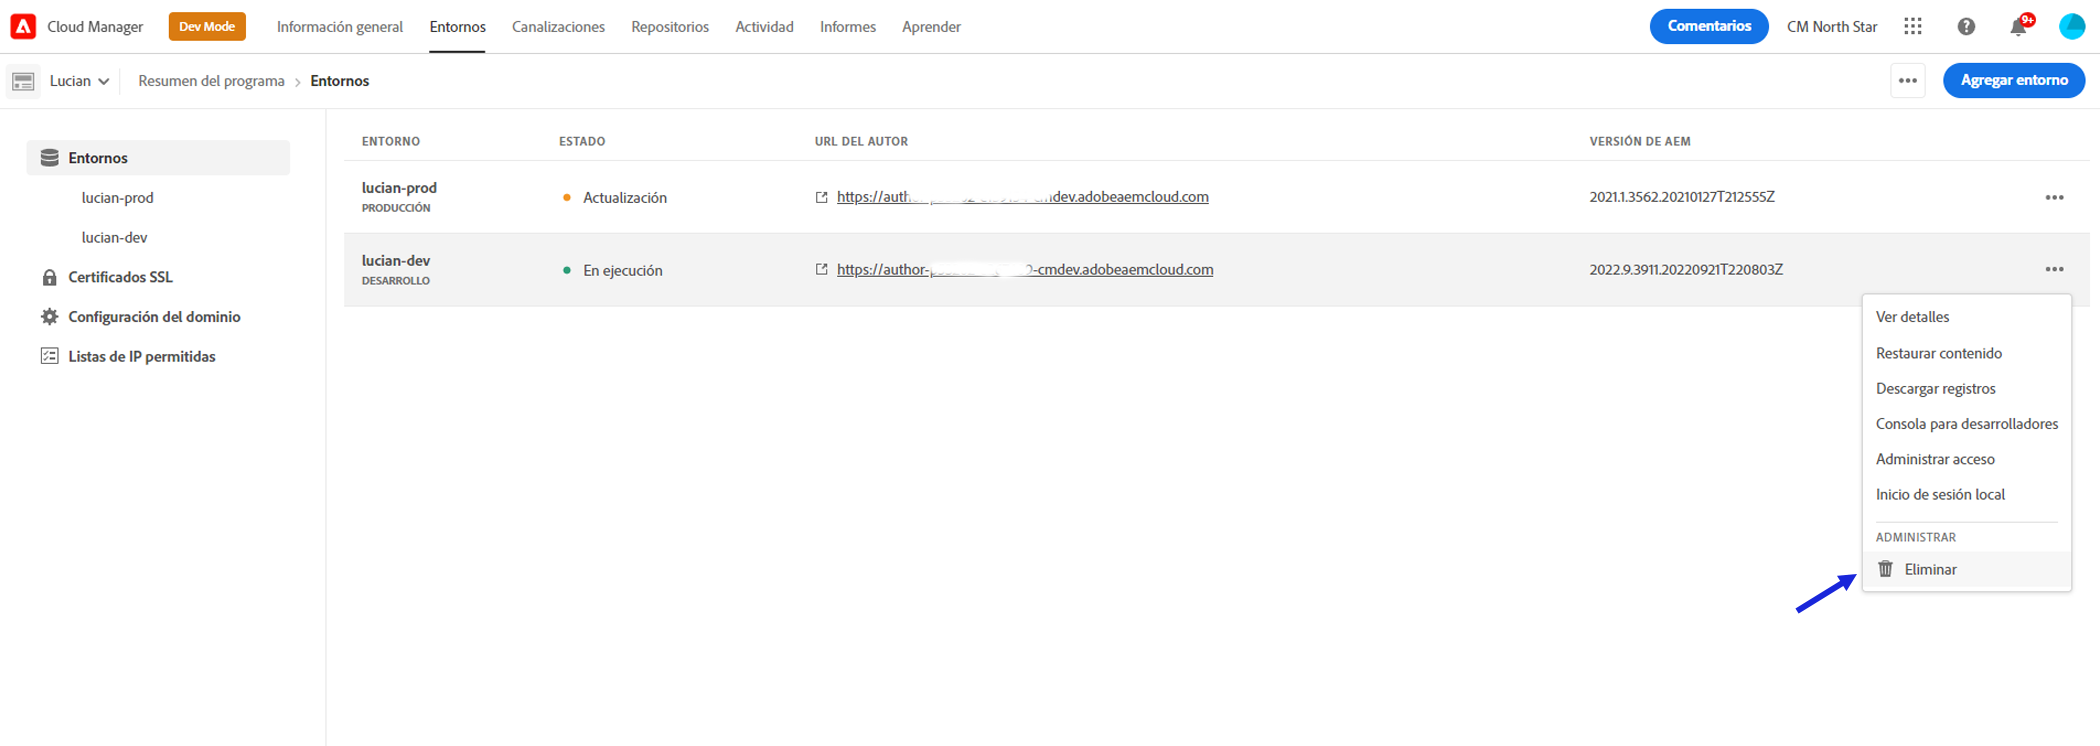 Cloud Manager Dev Mode Información general Entornos Canalizaciones Repositorios Actividad Informes Aprender Comentarios CM North Star 9+
Lucian Resumen del programa > Entornos Agregar entorno
Entornos
lucian-prod
lucian-dev
Certificados SSL
Configuración del dominio
Listas de IP permitidas
ENTORNO ESTADO URL DEL AUTOR VERSIÓN DE AEM
lucian-prod
PRODUCCIÓN
Actualización https://auth dev.adobeaemcloud.com 2021.1.3562.20210127T212555Z
lucian-dev
DESARROLLO
En ejecución https://author- -cmdev.adobeaemcloud.com 2022.9.3911.20220921T220803Z
Ver detalles
Restaurar contenido
Descargar registros
Consola para desarrolladores
Administrar acceso
Inicio de sesión local
ADMINISTRAR
Eliminar